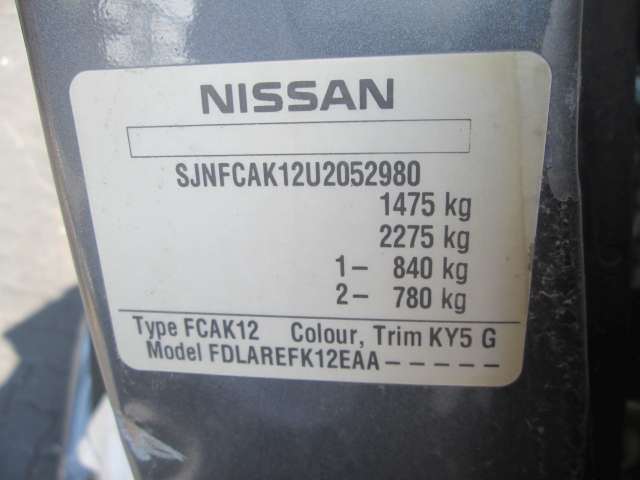 NISSAN
SJNFCAK12U2052980
1475 kg
2275 kg
1– 840 kg
2– 780 kg
Type FCAK12 Colour, Trim KY5 G
Model FDLAREFK12EAA–––––